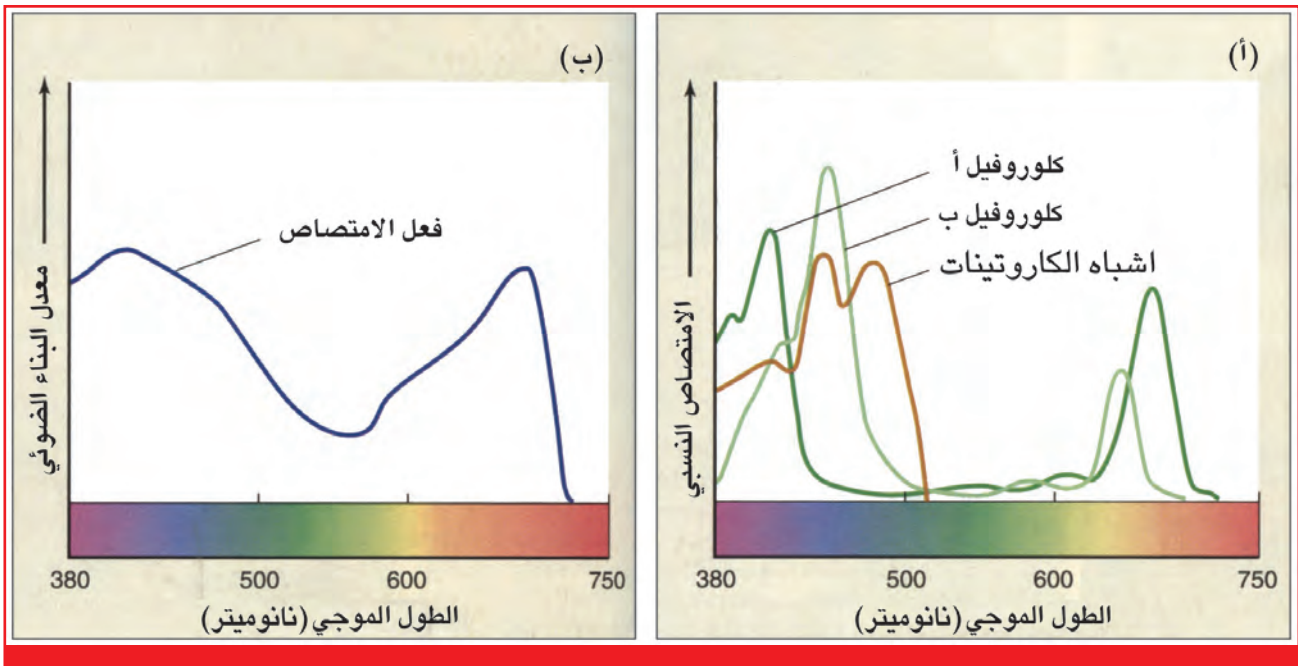 (أ)
كلوروفيل أ
كلوروفيل ب
اشباه الكاروتينات
الامتصاص النسبي
380 500 600 750
الطول الموجي (نانوميتر)
(ب)
فعل الامتصاص
معدل البناء الضوئي
380 500 600 750
الطول الموجي (نانوميتر)